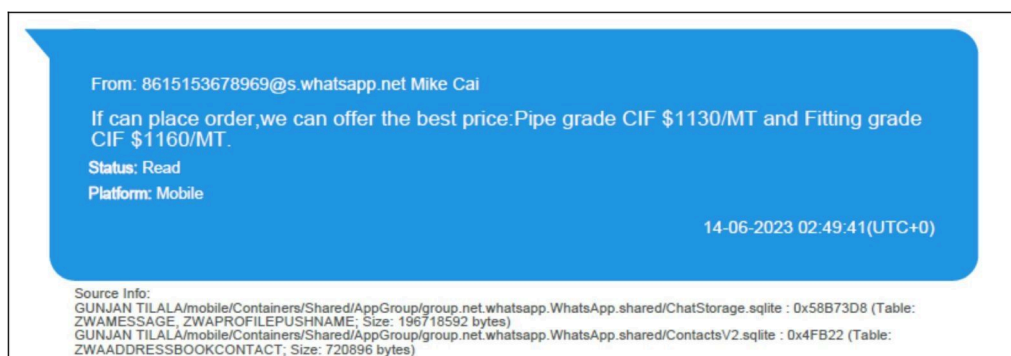 From: 8615153678969@s.whatsapp.net Mike Cai
If can place order,we can offer the best price:Pipe grade CIF $1130/MT and Fitting grade
CIF $1160/MT.
Status: Read
Platform: Mobile
14-06-2023 02:49:41(UTC+0)
Source Info:
GUNJAN TILALA/mobile/Containers/Shared/AppGroup/group.net.whatsapp.WhatsApp.shared/ChatStorage.sqlite : 0x58B73D8 (Table:
ZWAMESSAGE, ZWAPROFILEPUSHNAME; Size: 196718592 bytes)
GUNJAN TILALA/mobile/Containers/Shared/AppGroup/group.net.whatsapp.WhatsApp.shared/ContactsV2.sqlite : 0x4FB22 (Table:
ZWAADDRESSBOOKCONTACT; Size: 720896 bytes)